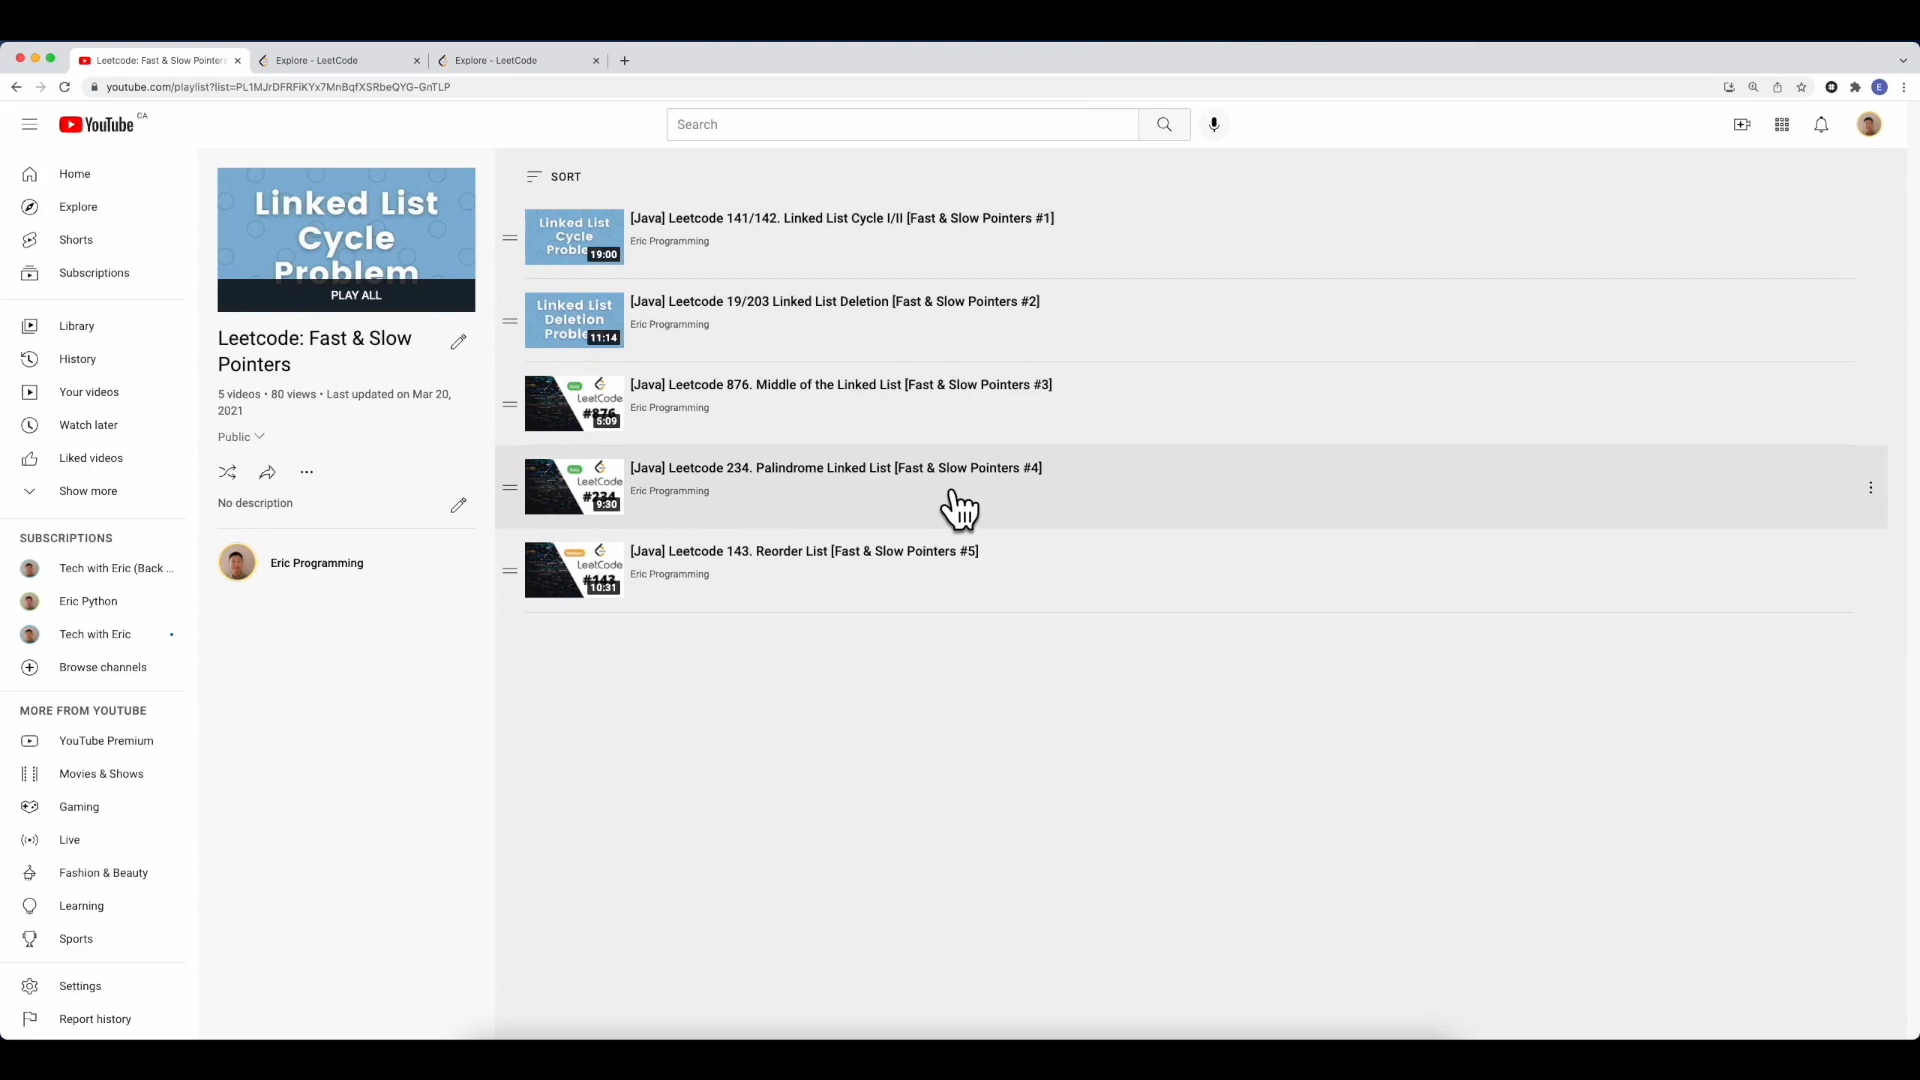 Leetcode: Fast & Slow Pointers
Explore - LeetCode
Explore - LeetCode
youtube.com/playlist?list=PL1MJrDFRFiKYx7MnBqfXSRbeQYG-GnTLP
E
YouTube
CA
Search
Home
Explore
Shorts
Subscriptions
Library
History
Your videos
Watch later
Liked videos
Show more
SUBSCRIPTIONS
Tech with Eric (Back ...
Eric Python
Tech with Eric
Browse channels
MORE FROM YOUTUBE
YouTube Premium
Movies & Shows
Gaming
Live
Fashion & Beauty
Learning
Sports
Settings
Report history
Linked List
Cycle
Problem
PLAY ALL
Leetcode: Fast & Slow
Pointers
5 videos • 80 views • Last updated on Mar 20,
2021
Public
No description
Eric Programming
SORT
Linked List
Cycle
Proble
19:00
[Java] Leetcode 141/142. Linked List Cycle I/II [Fast & Slow Pointers #1]
Eric Programming
Linked List
Deletion
Proble
11:14
[Java] Leetcode 19/203 Linked List Deletion [Fast & Slow Pointers #2]
Eric Programming
LeetCode
#876
5:09
[Java] Leetcode 876. Middle of the Linked List [Fast & Slow Pointers #3]
Eric Programming
LeetCode
#234
9:30
[Java] Leetcode 234. Palindrome Linked List [Fast & Slow Pointers #4]
Eric Programming
LeetCode
#143
10:31
[Java] Leetcode 143. Reorder List [Fast & Slow Pointers #5]
Eric Programming